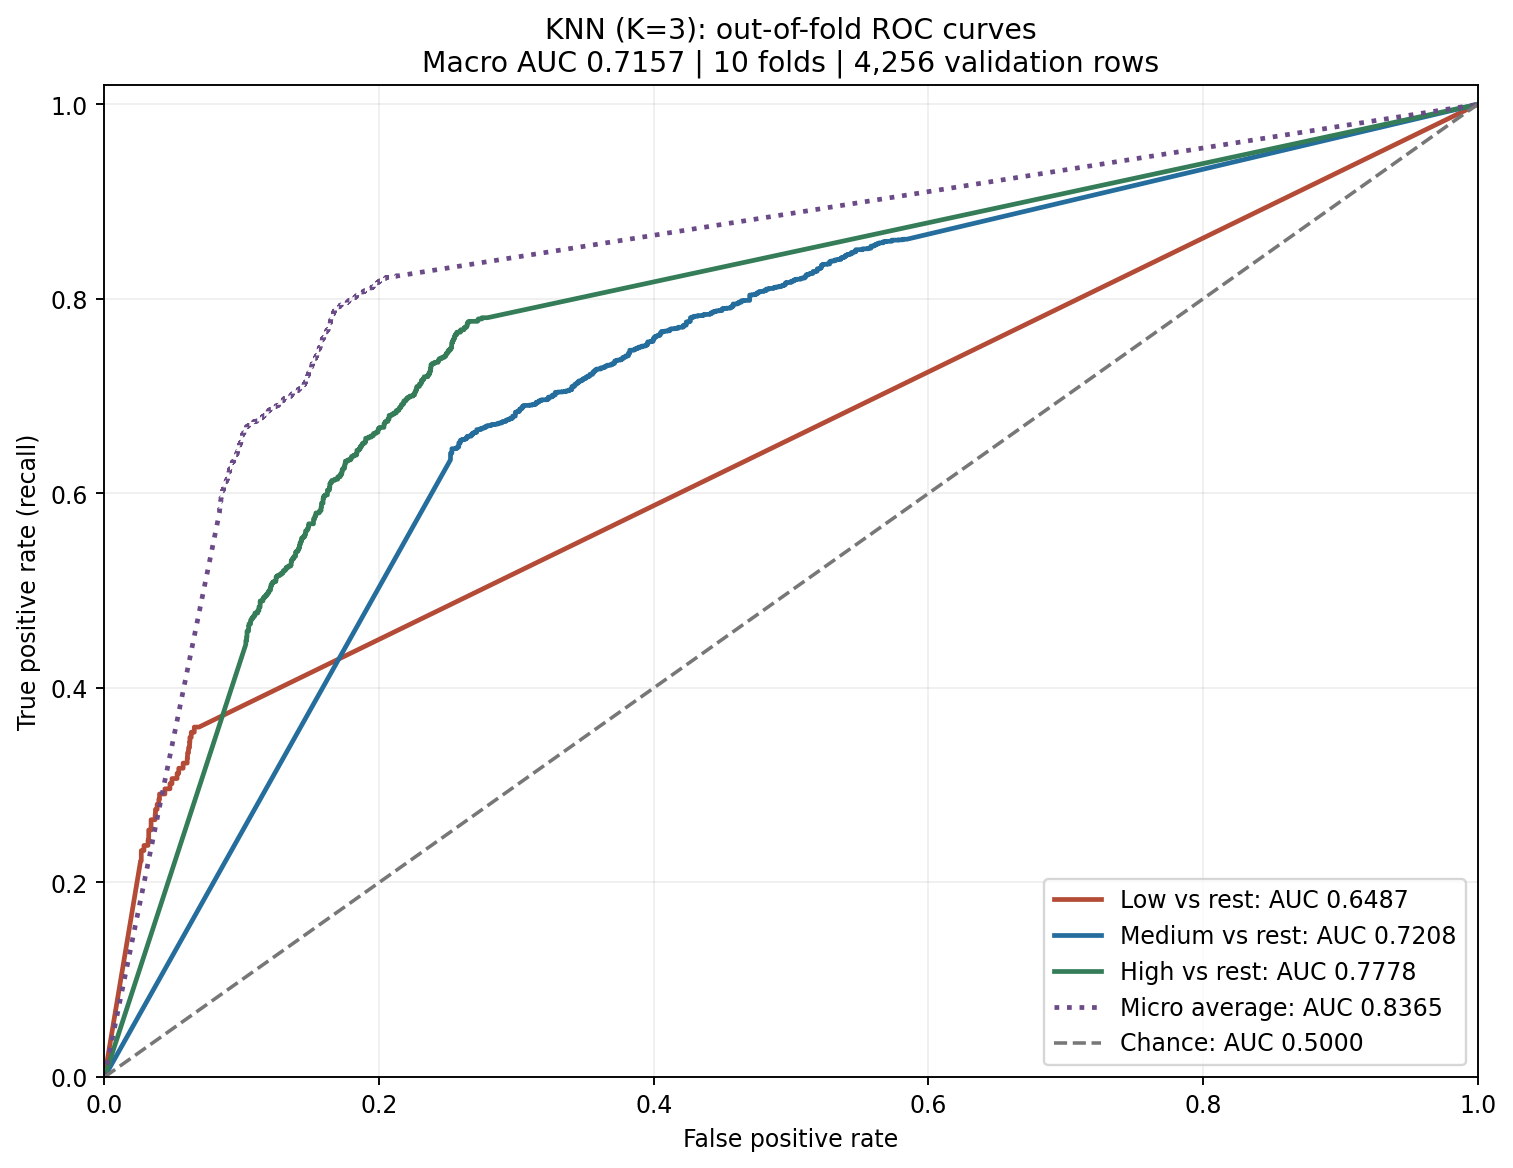 KNN (K=3): out-of-fold ROC curves
Macro AUC 0.7157 | 10 folds | 4,256 validation rows
True positive rate (recall)
1.0
0.8
0.6
0.4
0.2
0.0
0.0 0.2 0.4 0.6 0.8 1.0
False positive rate
Low vs rest: AUC 0.6487
Medium vs rest: AUC 0.7208
High vs rest: AUC 0.7778
Micro average: AUC 0.8365
Chance: AUC 0.5000